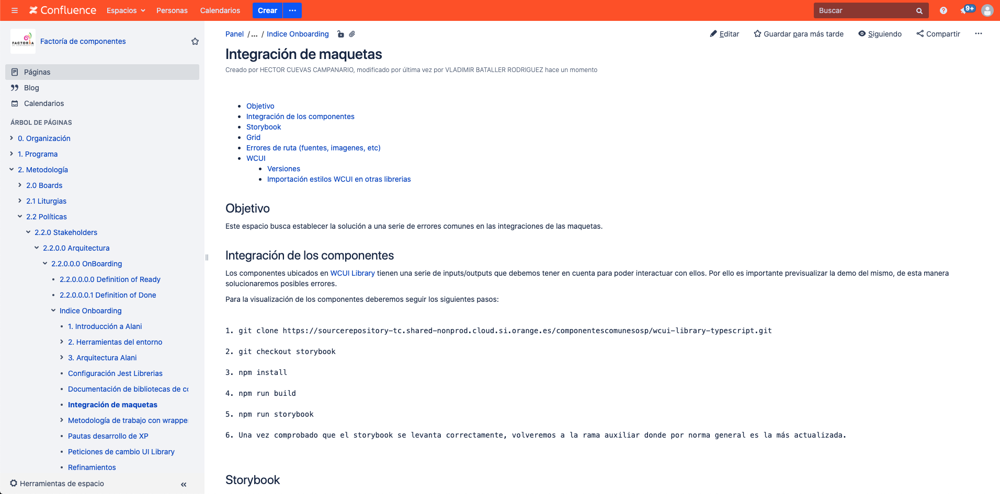 Confluence Espacios Personas Calendarios Crear ··· Buscar 9+
FACTORIA
Factoría de componentes
Páginas
Blog
Calendarios
ÁRBOL DE PÁGINAS
0. Organización
1. Programa
2. Metodología
2.0 Boards
2.1 Liturgias
2.2 Políticas
2.2.0 Stakeholders
2.2.0.0 Arquitectura
2.2.0.0.0 OnBoarding
2.2.0.0.0.0 Definition of Ready
2.2.0.0.0.1 Definition of Done
Indice Onboarding
1. Introducción a Alani
2. Herramientas del entorno
3. Arquitectura Alani
Configuración Jest Librerias
Documentación de bibliotecas de co
Integración de maquetas
Metodología de trabajo con wrapper
Pautas desarrollo de XP
Peticiones de cambio UI Library
Refinamientos
Herramientas de espacio
Panel / ... / Indice Onboarding
Editar Guardar para más tarde Siguiendo Compartir ···
Integración de maquetas
Creado por HECTOR CUEVAS CAMPANARIO, modificado por última vez por VLADIMIR BATALLER RODRIGUEZ hace un momento
• Objetivo
• Integración de los componentes
• Storybook
• Grid
• Errores de ruta (fuentes, imagenes, etc)
• WCUI
• Versiones
• Importación estilos WCUI en otras librerias
Objetivo
Este espacio busca establecer la solución a una serie de errores comunes en las integraciones de las maquetas.
Integración de los componentes
Los componentes ubicados en WCUI Library tienen una serie de inputs/outputs que debemos tener en cuenta para poder interactuar con ellos. Por ello es importante previsualizar la demo del mismo, de esta manera
solucionaremos posibles errores.
Para la visualización de los componentes deberemos seguir los siguientes pasos:
1. git clone https://sourcerepository-tc.shared-nonprod.cloud.si.orange.es/componentescomunesosp/wcui-library-typescript.git
2. git checkout storybook
3. npm install
4. npm run build
5. npm run storybook
6. Una vez comprobado que el storybook se levanta correctamente, volveremos a la rama auxiliar donde por norma general es la más actualizada.
Storybook